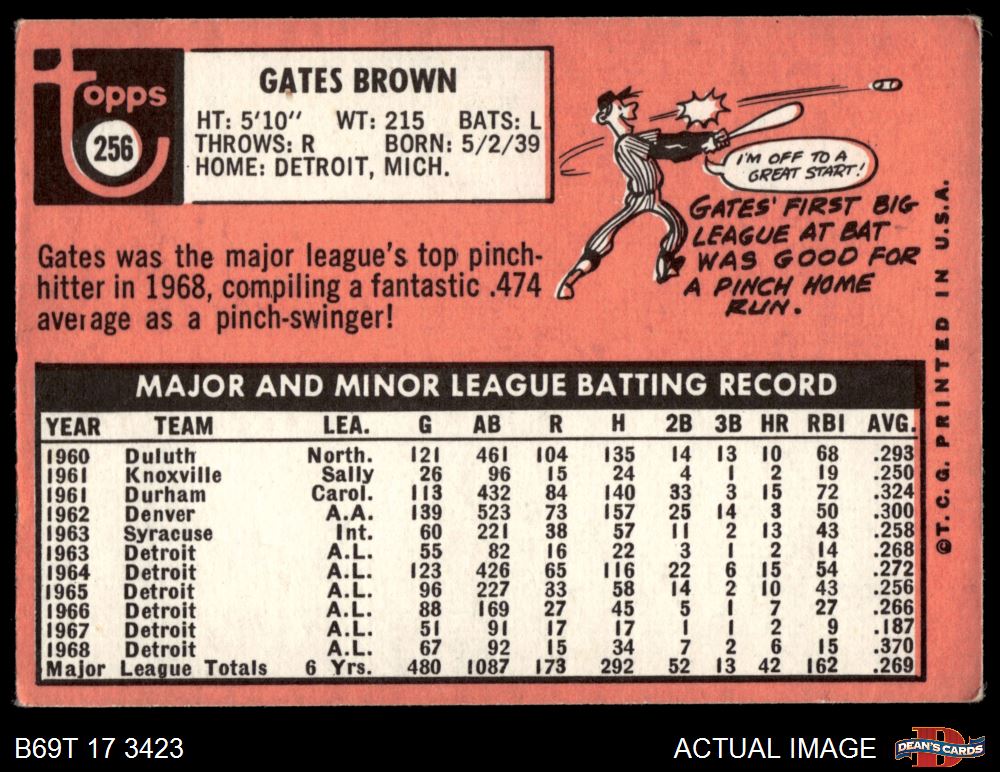 Topps
256
GATES BROWN
HT: 5'10" WT: 215 BATS: L
THROWS: R BORN: 5/2/39
HOME: DETROIT, MICH.
Gates was the major league's top pinch-
hitter in 1968, compiling a fantastic .474
average as a pinch-swinger!
I'M OFF TO A
GREAT START!
GATES' FIRST BIG
LEAGUE AT BAT
WAS GOOD FOR
A PINCH HOME
RUN.
©T.C.G. PRINTED IN U.S.A.
MAJOR AND MINOR LEAGUE BATTING RECORD
YEAR TEAM LEA. G AB R H 2B 3B HR RBI AVG.
1960 Duluth North. 121 461 104 135 14 13 10 68 .293
1961 Knoxville Sally 26 96 15 24 4 1 2 19 .250
1961 Durham Carol. 113 432 84 140 33 3 15 72 .324
1962 Denver A.A. 139 523 73 157 25 14 3 50 .300
1963 Syracuse Int. 60 221 38 57 11 2 13 43 .258
1963 Detroit A.L. 55 82 16 22 3 1 2 14 .268
1964 Detroit A.L. 123 426 65 116 22 6 15 54 .272
1965 Detroit A.L. 96 227 33 58 14 2 10 43 .256
1966 Detroit A.L. 88 169 27 45 5 1 7 27 .266
1967 Detroit A.L. 51 91 17 17 1 1 2 9 .187
1968 Detroit A.L. 67 92 15 34 7 2 6 15 .370
Major League Totals 6 Yrs. 480 1087 173 292 52 13 42 162 .269
B69T 17 3423
ACTUAL IMAGE
D
DEAN'S CARDS